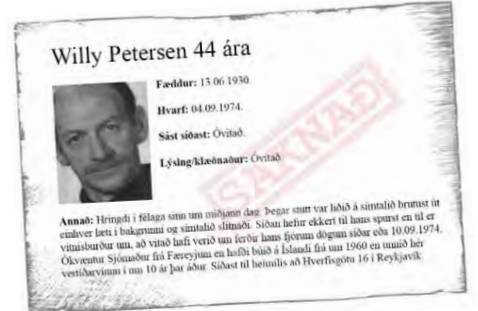 Willy Petersen 44 ára
Fæddur: 13.06.1930.
Hvarf: 04.09.1974.
Sást síðast: Óvitað.
Lýsing/klæðnaður: Óvitað
SAKNAÐ
Annað: Hringdi í félaga sinn um miðjann dag. Þegar stutt var liðið á símtalið brutust út
einhver læti í bakgrunni og símtalið slitnaði. Síðan hefur ekkert til hans spurst en til er
vitnisburður um, að vitað hafi verið um ferðir hans fjórum dögum síðar eða 10.09.1974.
Ókvæntur Sjómaður frá Færeyjum en hafði búið á Íslandi frá um 1960 en unnið hér
vertíðarvinnu í um 10 ár þar áður. Síðast til heimilis að Hverfisgötu 16 í Reykjavík.